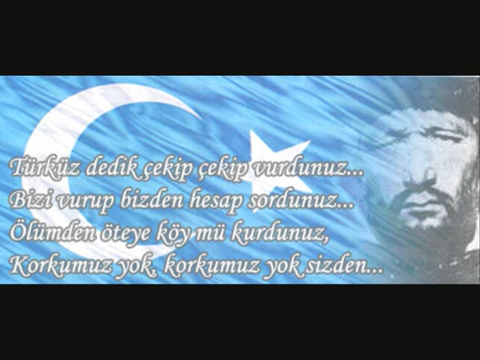 Türküz dedik çekip çekip vurdunuz...
Bizi vurup bizden hesap sordunuz...
Ölümden öteye köy mü kurdunuz,
Korkumuz yok, korkumuz yok sizden...